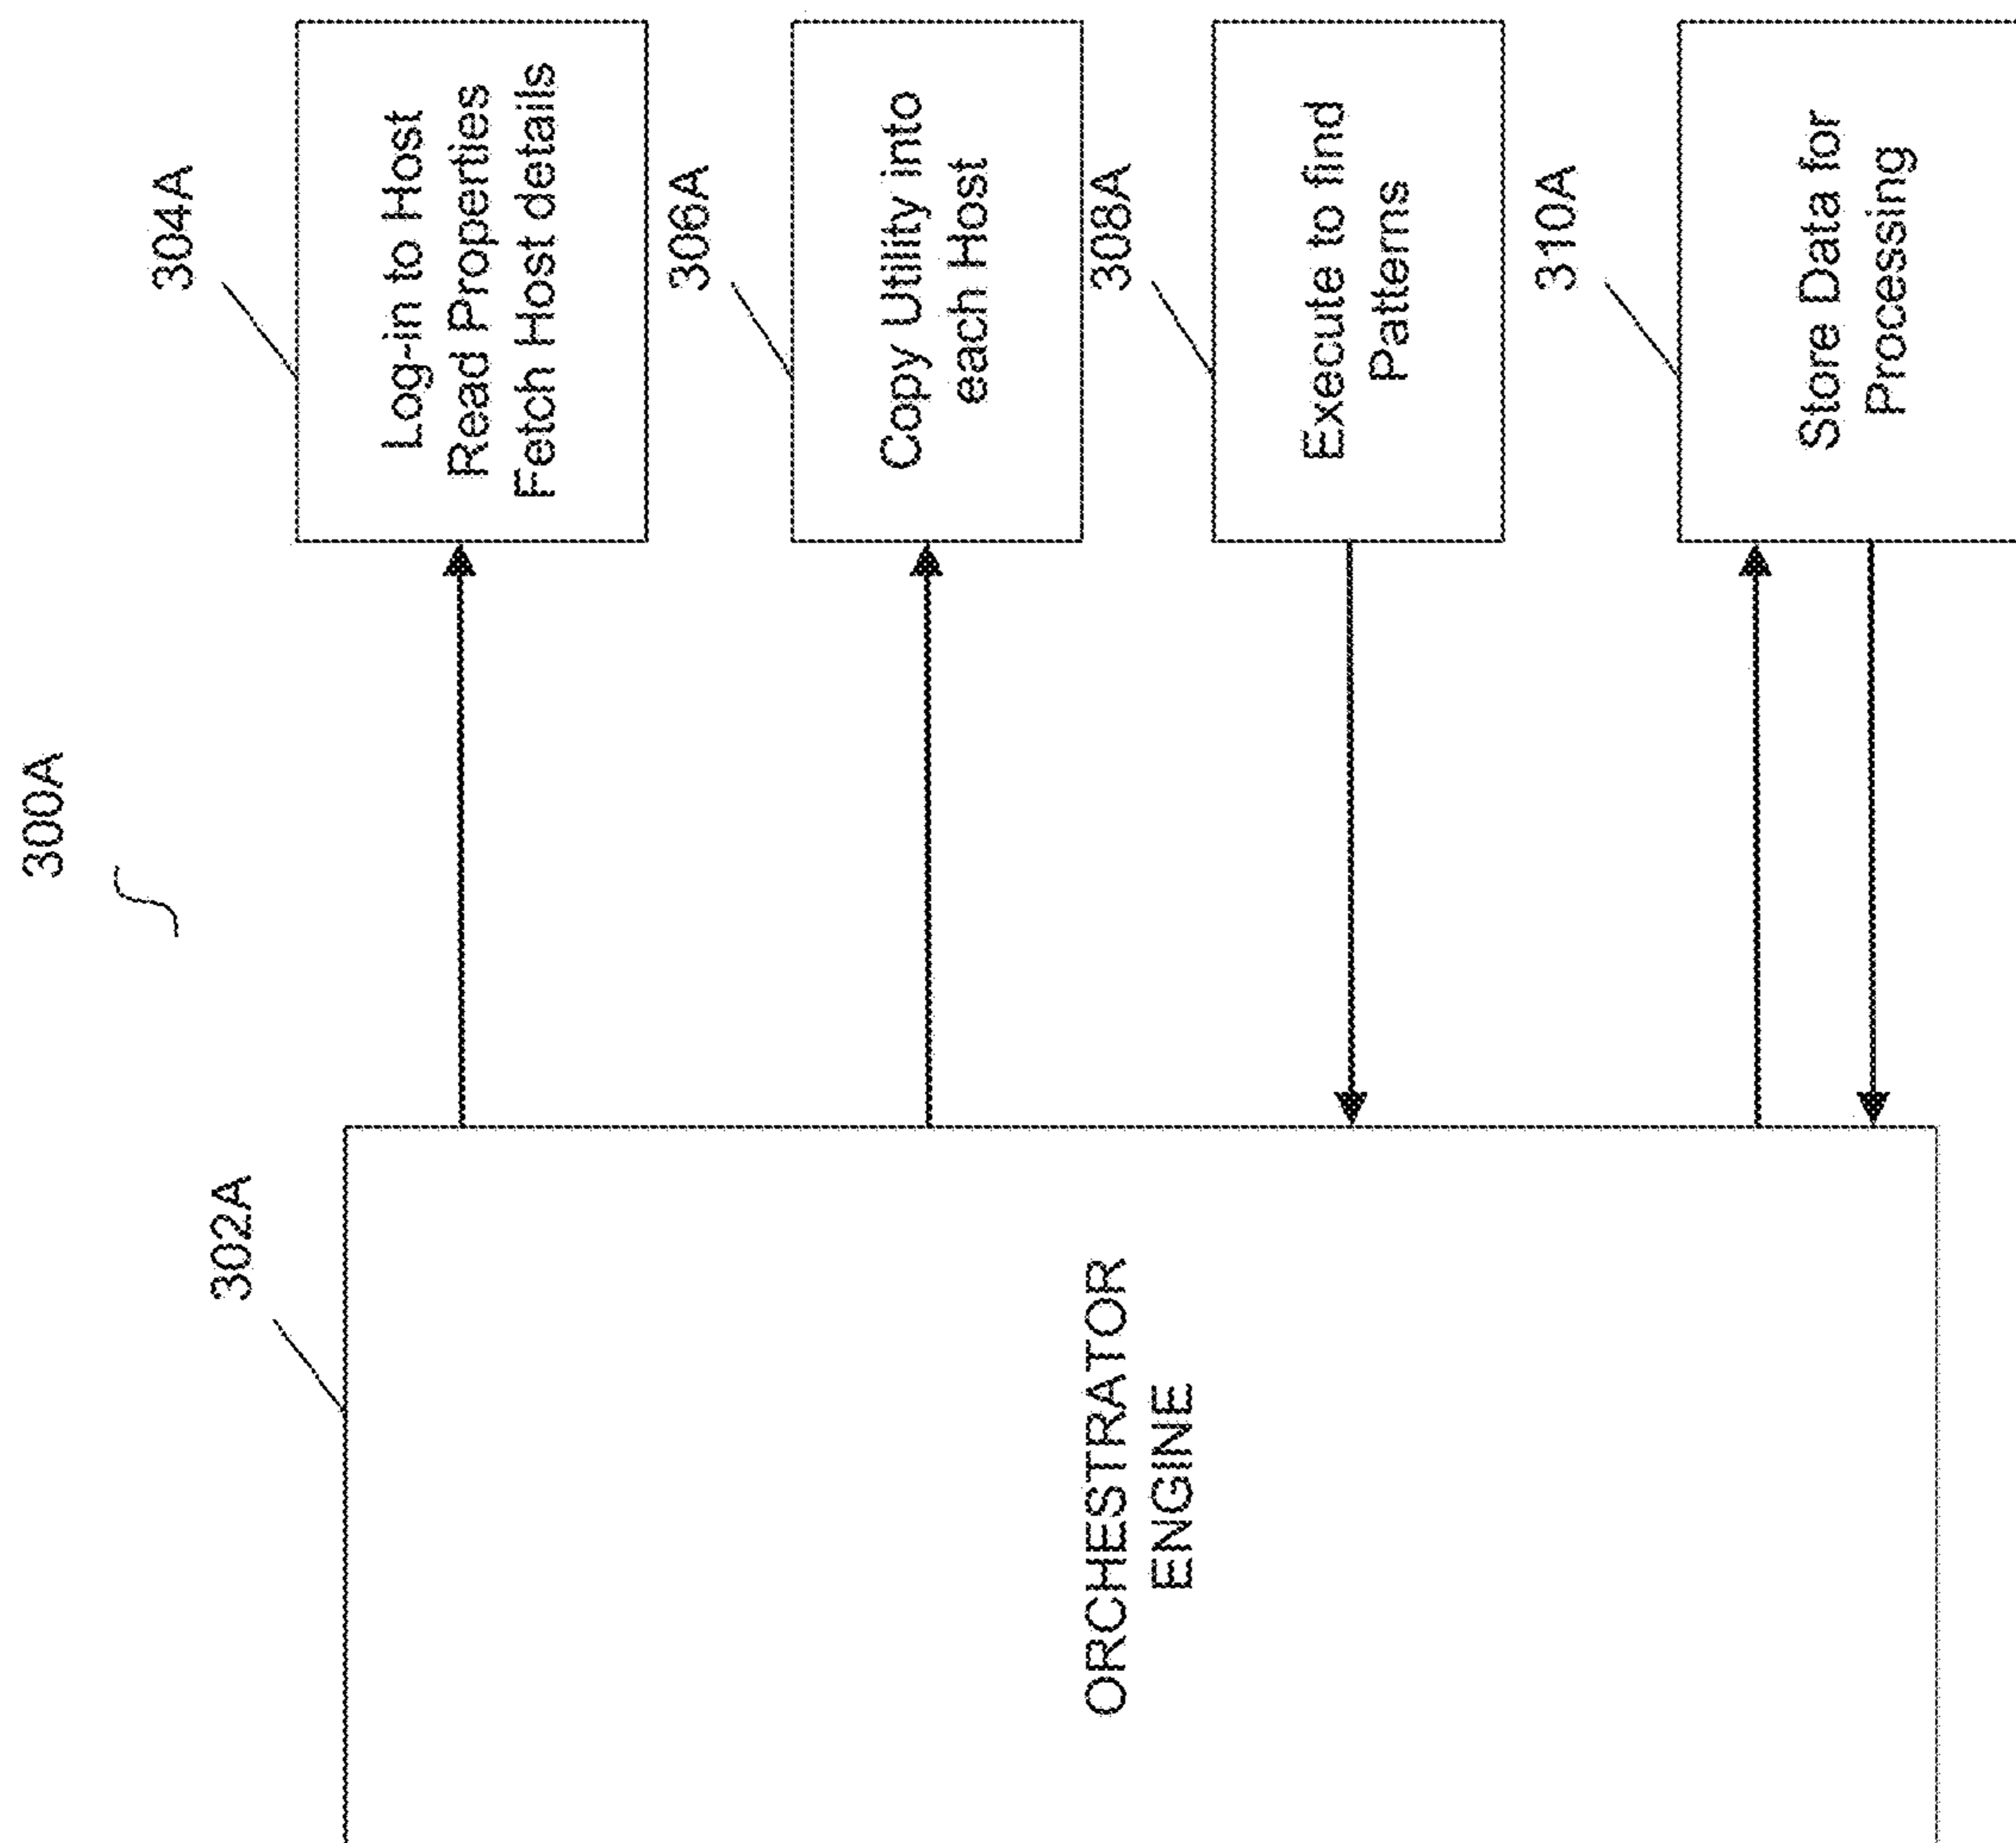 300A
302A
ORCHESTRATOR
ENGINE
304A
Log-in to Host
Read Properties
Fetch Host details
306A
Copy Utility into
each Host
308A
Execute to find
Patterns
310A
Store Data for
Processing